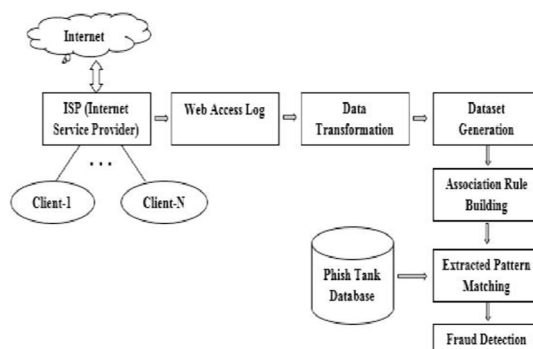 Internet
ISP (Internet
Service Provider)
Web Access Log
Data
Transformation
Dataset
Generation
...
Client-1
Client-N
Association Rule
Building
Phish Tank
Database
Extracted Pattern
Matching
Fraud Detection